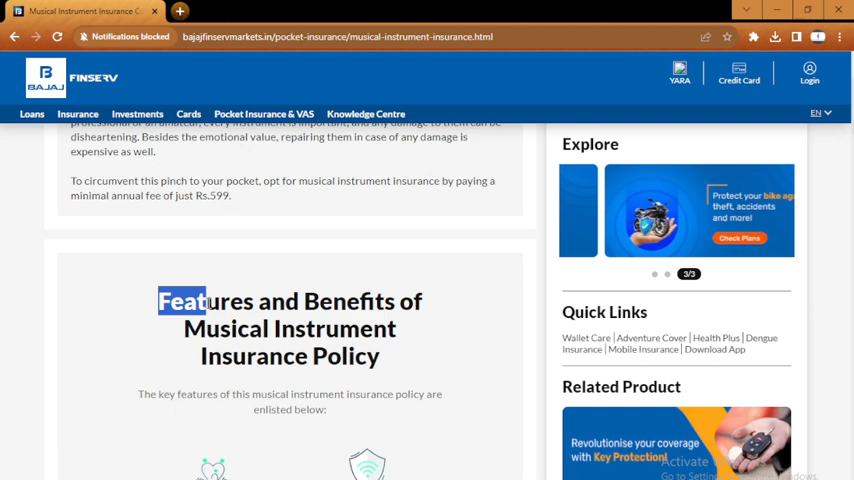 Musical Instrument Insurance C
Notifications blocked
bajajfinservmarkets.in/pocket-insurance/musical-instrument-insurance.html
B
BAJAJ
FINSERV
YARA
Credit Card
Login
Loans
Insurance
Investments
Cards
Pocket Insurance & VAS
Knowledge Centre
EN
disheartening. Besides the emotional value, repairing them in case of any damage is
expensive as well.
To circumvent this pinch to your pocket, opt for musical instrument insurance by paying a
minimal annual fee of just Rs.599.
Features and Benefits of
Musical Instrument
Insurance Policy
The key features of this musical instrument insurance policy are
enlisted below:
Explore
Protect your bike aga
theft, accidents
and more!
Check Plans
3/3
Quick Links
Wallet Care | Adventure Cover | Health Plus | Dengue
Insurance | Mobile Insurance | Download App
Related Product
Revolutionise your coverage
with Key Protection!
Activate
Go to Settings